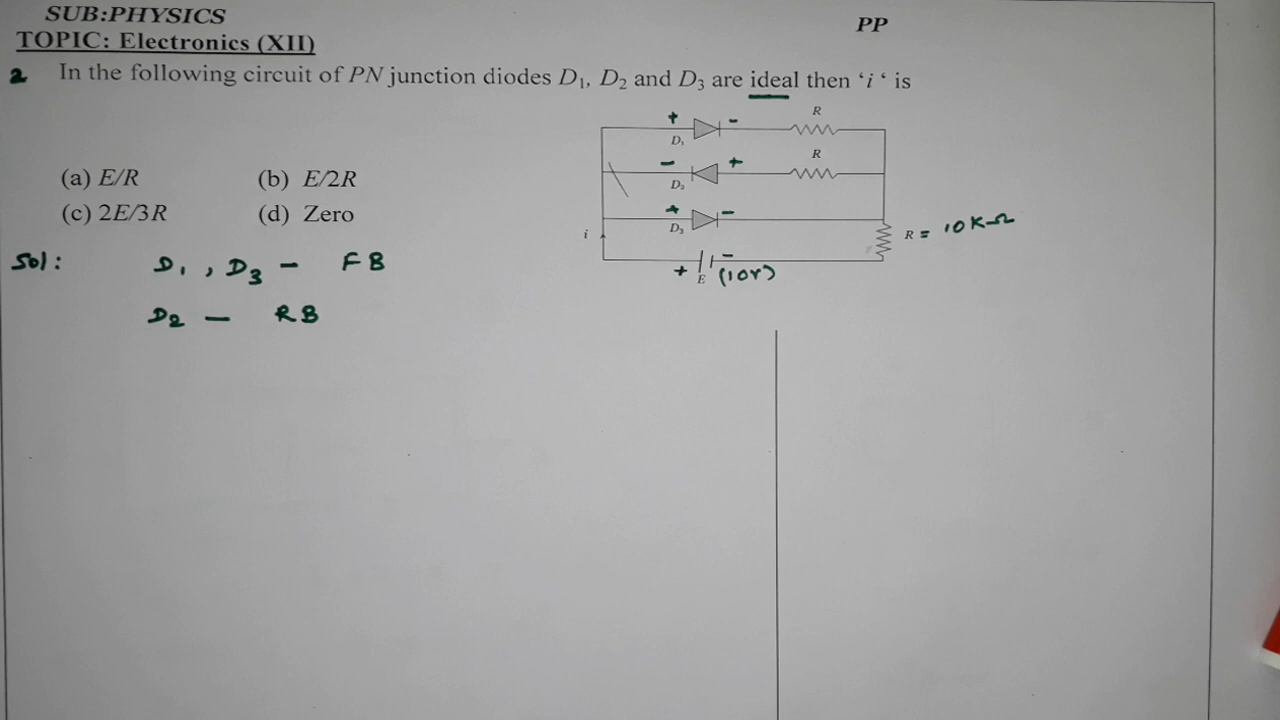 SUB:PHYSICS
PP
TOPIC: Electronics (XII)
2 In the following circuit of PN junction diodes D₁, D₂ and D₃ are ideal then ‘i ‘ is
(a) E/R (b) E/2R
(c) 2E/3R (d) Zero
+ - R
D₁
- + R
D₂
+ -
D₃
i
R = 10K-Ω
+ -
E (10V)
Sol: D₁, D₃ - FB
D₂ - RB